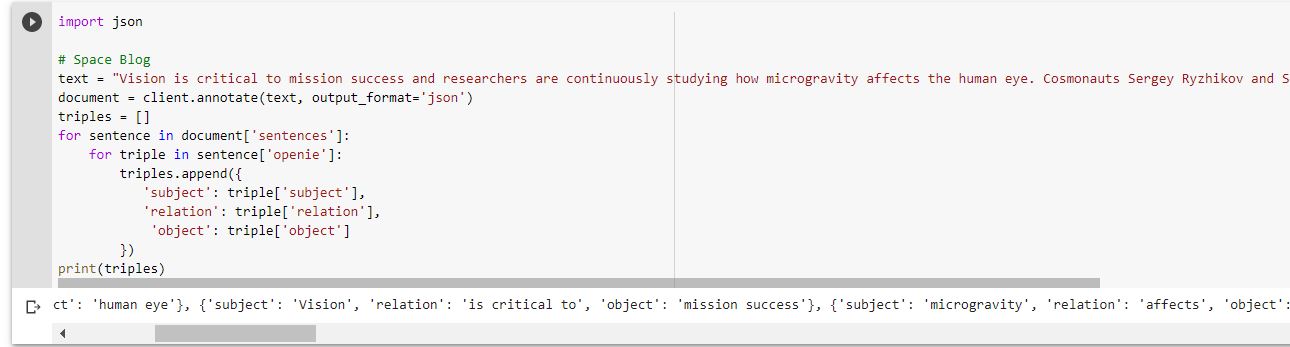 import json
# Space Blog
text = "Vision is critical to mission success and researchers are continuously studying how microgravity affects the human eye. Cosmonauts Sergey Ryzhikov and S
document = client.annotate(text, output_format='json')
triples = []
for sentence in document['sentences']:
    for triple in sentence['openie']:
        triples.append({
           'subject': triple['subject'],
           'relation': triple['relation'],
            'object': triple['object']
        })
print(triples)
ct': 'human eye'}, {'subject': 'Vision', 'relation': 'is critical to', 'object': 'mission success'}, {'subject': 'microgravity', 'relation': 'affects', 'object':